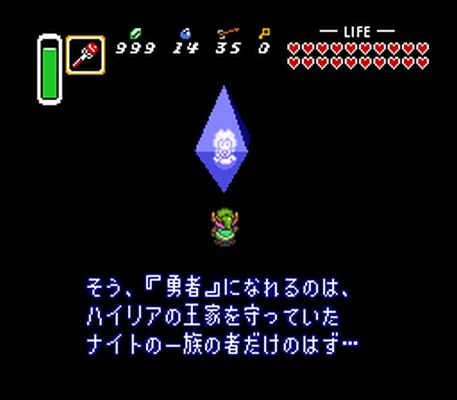 — LIFE —
999 14 35 0
そう、『勇者』になれるのは、
ハイリアの王家を守っていた
ナイトの一族の者だけのはず…